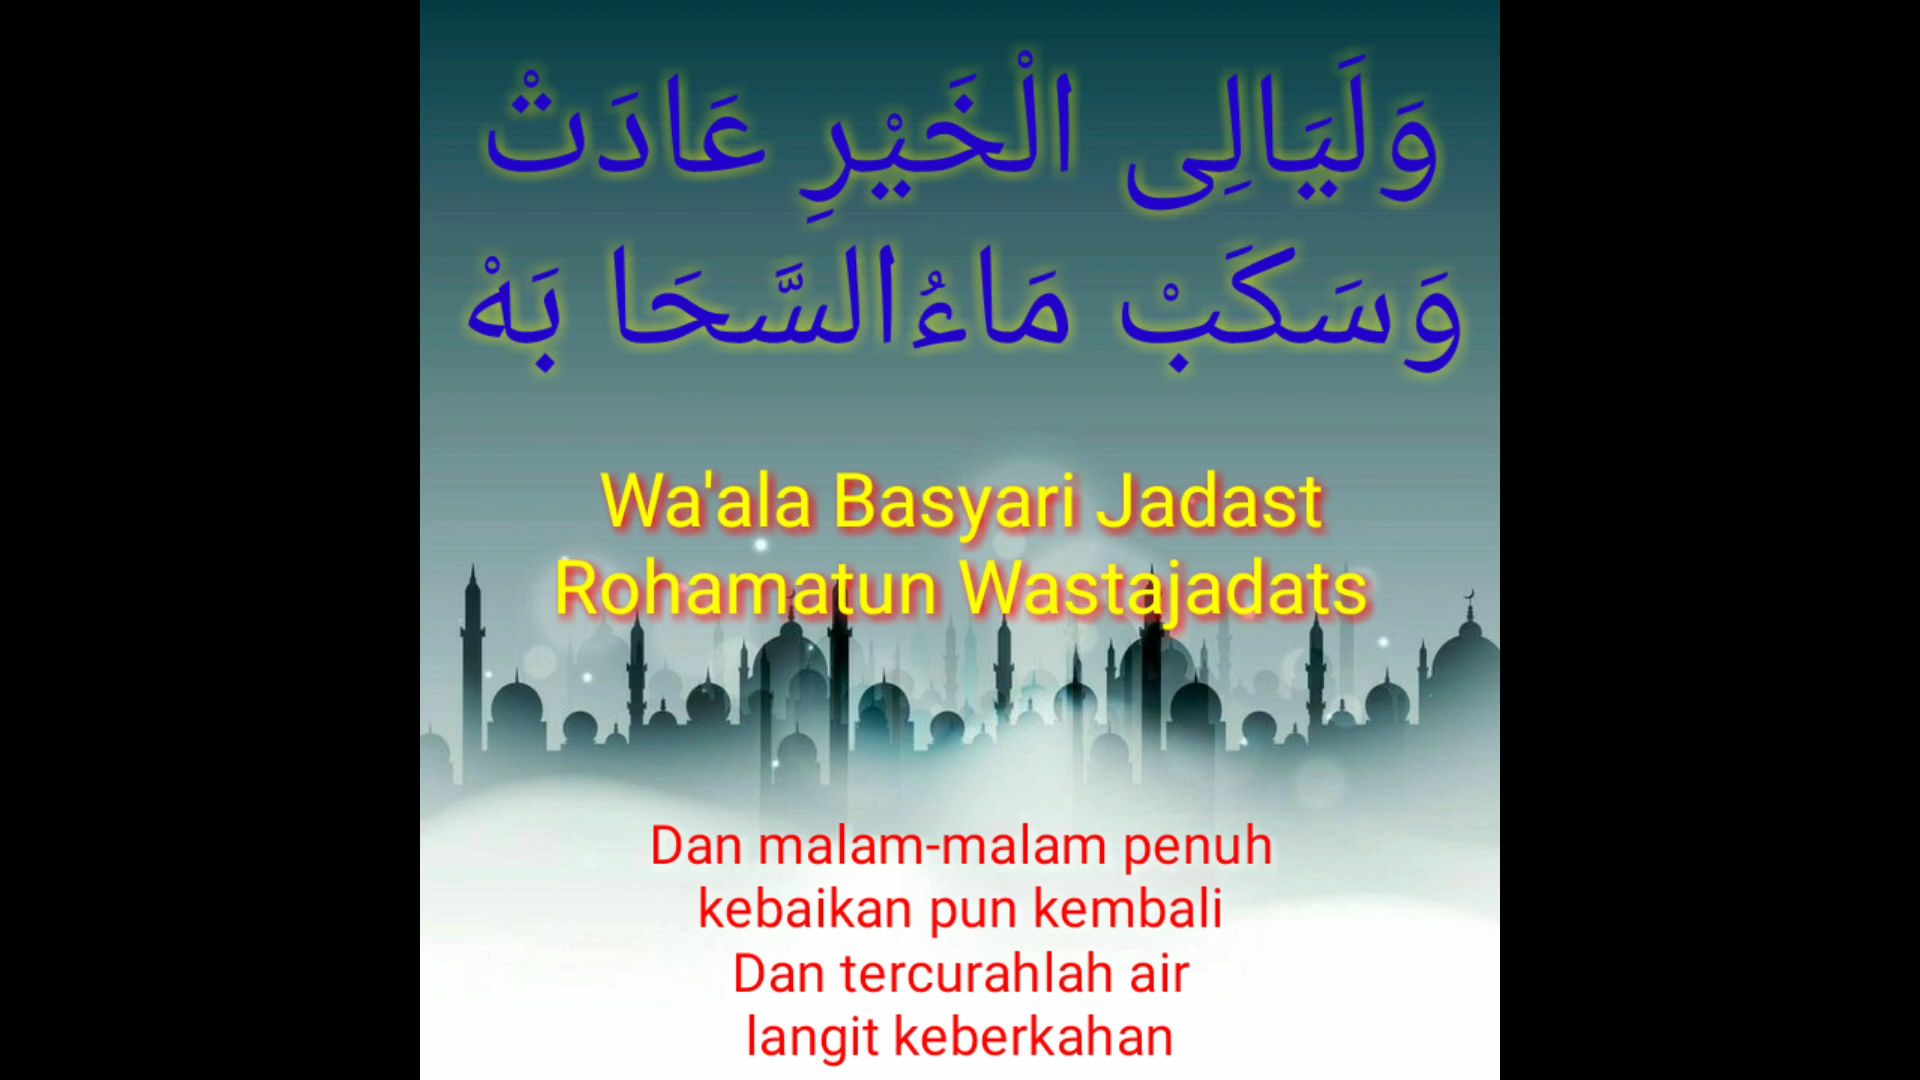 وَلَيَالِى الْخَيْرِ عَادَتْ
وَسَكَبْ مَاءُالسَّحَا بَهْ
Wa'ala Basyari Jadast
Rohamatun Wastajadats
Dan malam-malam penuh
kebaikan pun kembali
Dan tercurahlah air
langit keberkahan